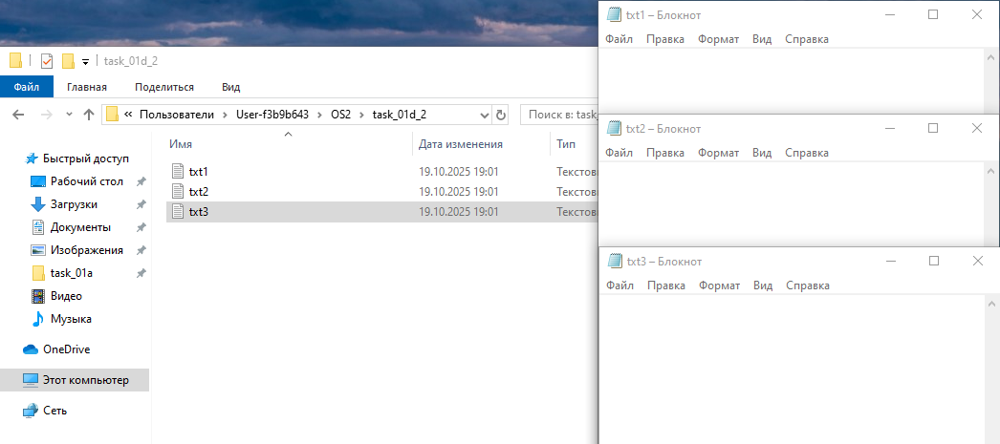 task_01d_2
Файл Главная Поделиться Вид
« Пользователи > User-f3b9b643 > OS2 > task_01d_2
Поиск в: task_
Имя Дата изменения Тип
txt1 19.10.2025 19:01 Текстов
txt2 19.10.2025 19:01 Текстов
txt3 19.10.2025 19:01 Текстов
Быстрый доступ
Рабочий стол
Загрузки
Документы
Изображения
task_01a
Видео
Музыка
OneDrive
Этот компьютер
Сеть
txt1 – Блокнот
Файл Правка Формат Вид Справка
txt2 – Блокнот
Файл Правка Формат Вид Справка
txt3 – Блокнот
Файл Правка Формат Вид Справка